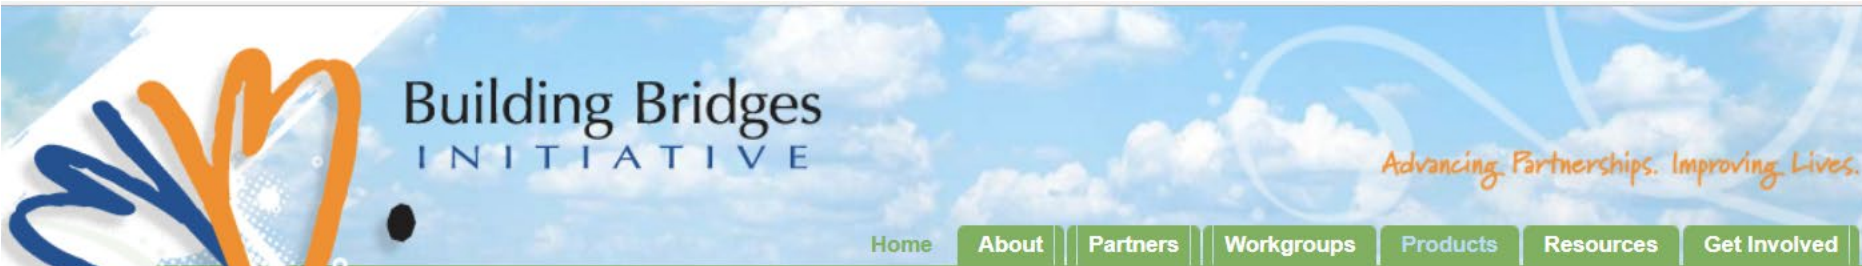 Building Bridges
INITIATIVE
Advancing Partnerships. Improving Lives.
Home About Partners Workgroups Products Resources Get Involved